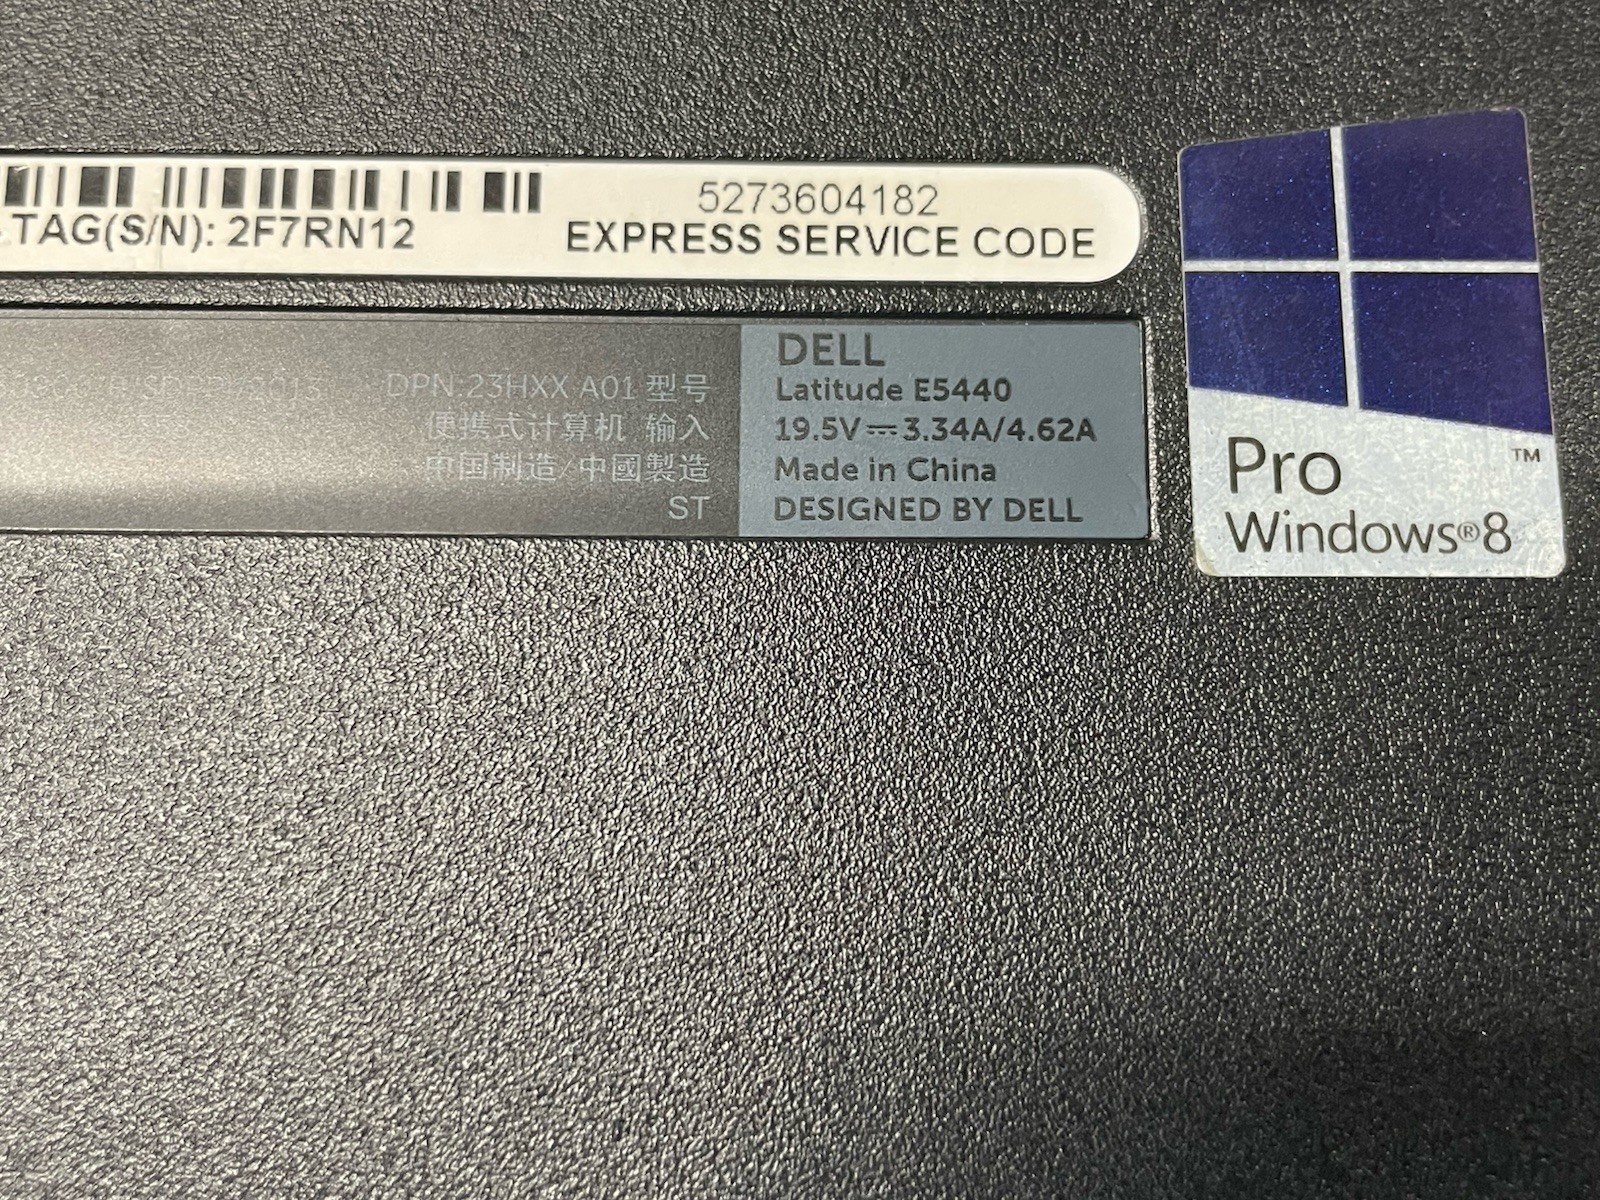 5273604182
TAG(S/N): 2F7RN12
EXPRESS SERVICE CODE
DPN:23HXX A01 型号
便携式计算机 输入
中国制造/中國製造
ST
DELL
Latitude E5440
19.5V⎓3.34A/4.62A
Made in China
DESIGNED BY DELL
Pro
™
Windows®8